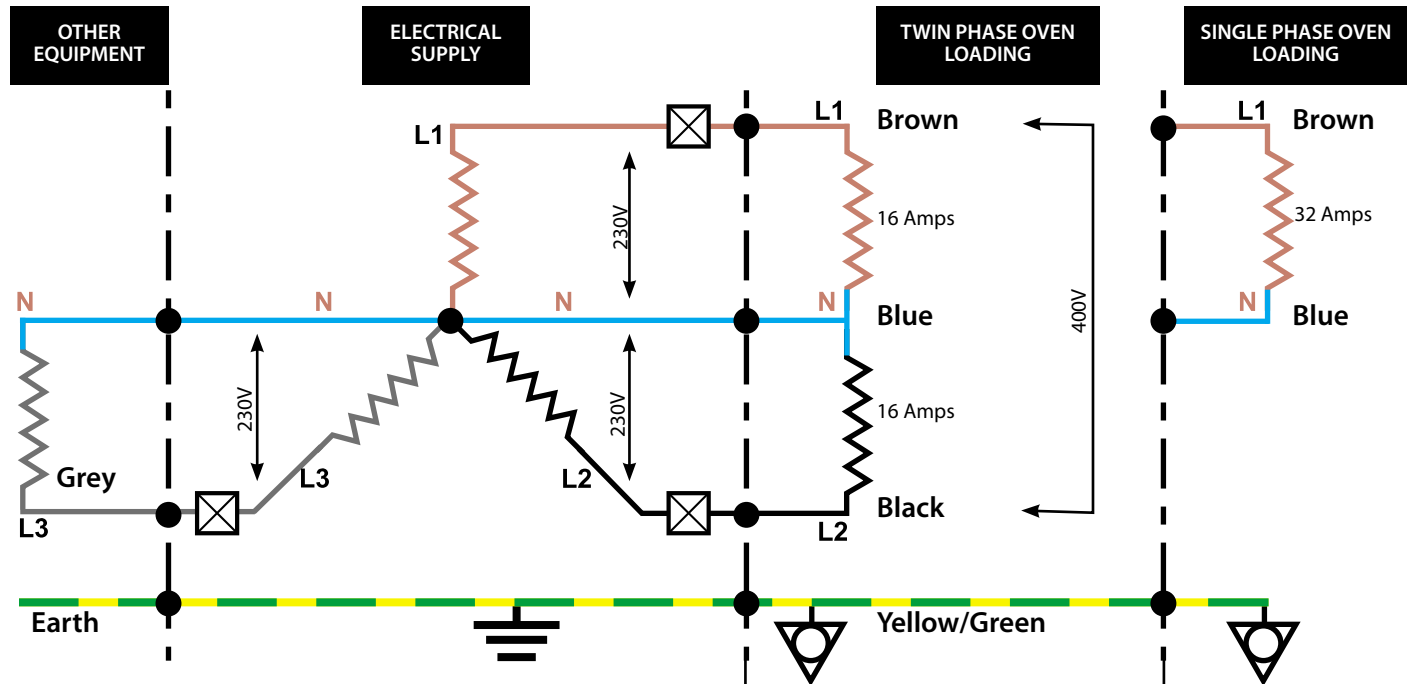 OTHER
EQUIPMENT
ELECTRICAL
SUPPLY
TWIN PHASE OVEN
LOADING
SINGLE PHASE OVEN
LOADING
L1
L1
Brown
L1
Brown
230V
16 Amps
32 Amps
N
N
N
N
Blue
400V
N
Blue
230V
230V
16 Amps
Grey
L3
L2
L3
Black
L2
Earth
Yellow/Green